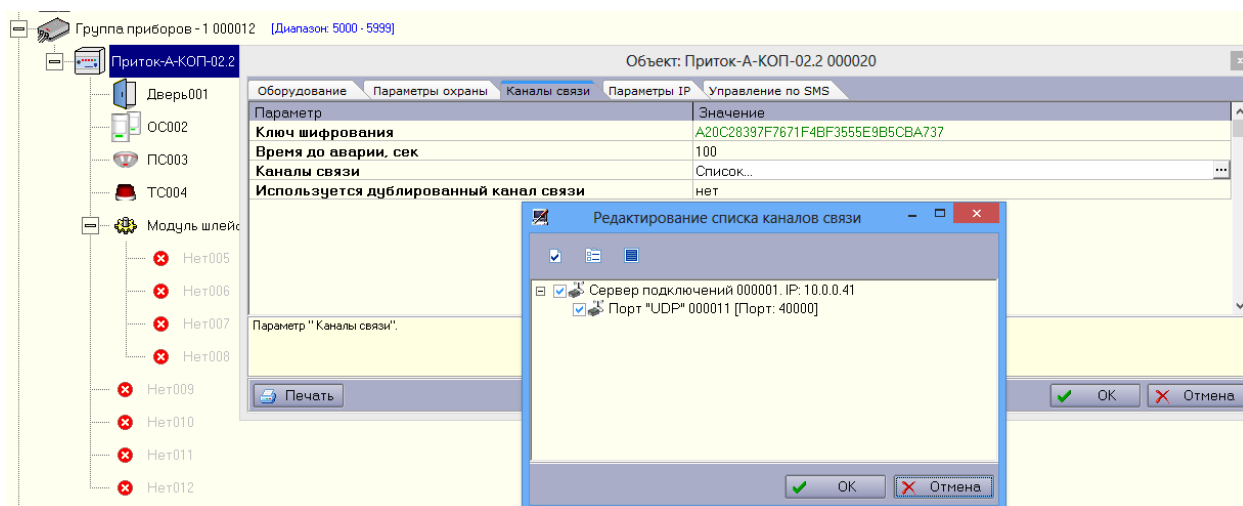 Группа приборов - 1 000012 [Диапазон: 5000 - 5999]
Приток-А-КОП-02.2
Дверь001
ОС002
ПС003
ТС004
Модуль шлейс
Нет005
Нет006
Нет007
Нет008
Нет009
Нет010
Нет011
Нет012
Объект: Приток-А-КОП-02.2 000020
Оборудование Параметры охраны Каналы связи Параметры IP Управление по SMS
Параметр Значение
Ключ шифрования A20C28397F7671F4BF3555E9B5CBA737
Время до аварии, сек 100
Каналы связи Список... ...
Используется дублированный канал связи нет
Параметр "Каналы связи".
Печать OK Отмена
Редактирование списка каналов связи
Сервер подключений 000001. IP: 10.0.0.41
Порт "UDP" 000011 [Порт: 40000]
OK Отмена